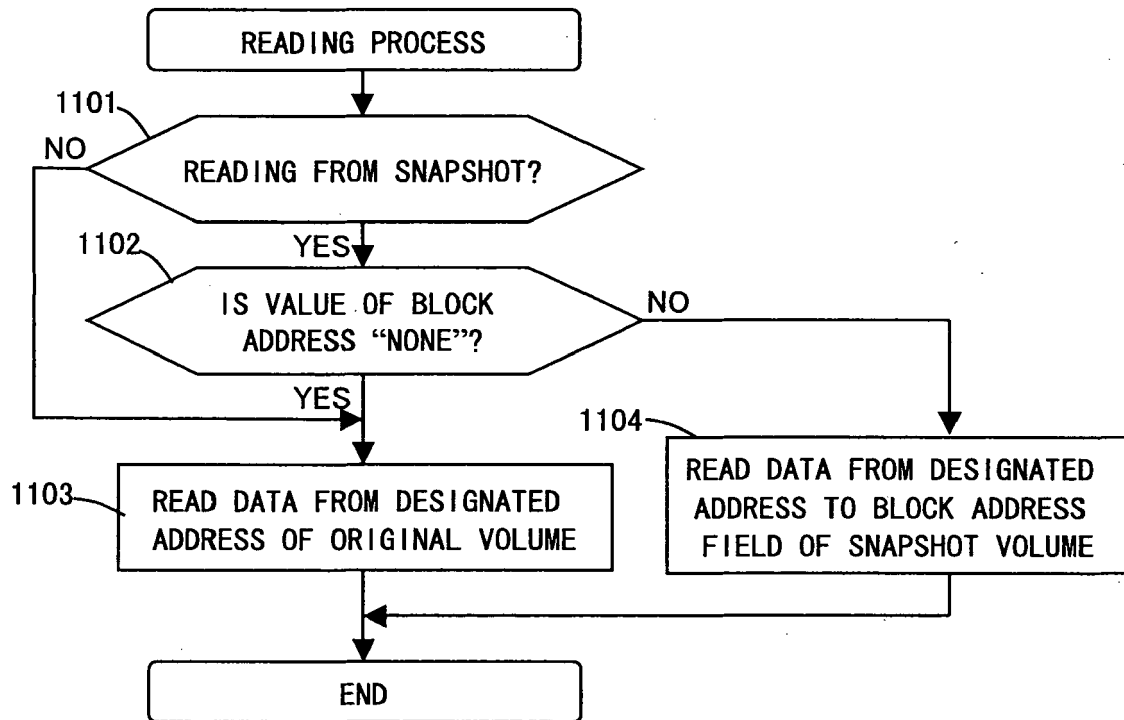 READING PROCESS
1101
NO
READING FROM SNAPSHOT?
YES
1102
IS VALUE OF BLOCK
ADDRESS “NONE”?
NO
YES
1104
1103
READ DATA FROM DESIGNATED
ADDRESS OF ORIGINAL VOLUME
READ DATA FROM DESIGNATED
ADDRESS TO BLOCK ADDRESS
FIELD OF SNAPSHOT VOLUME
END